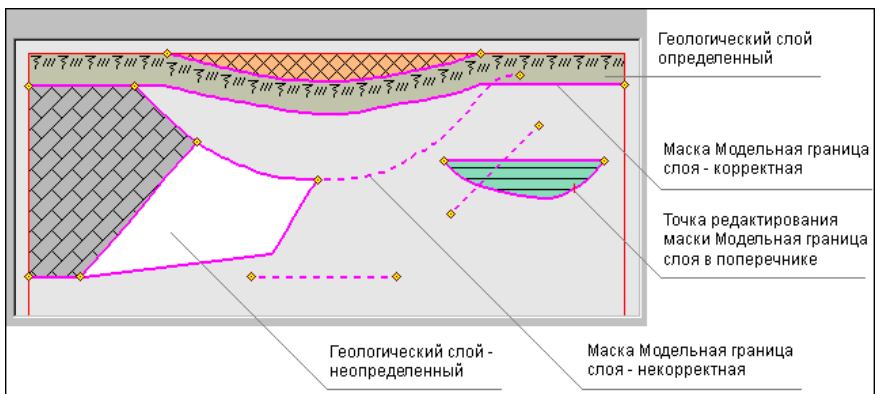 Геологический слой
определенный
Маска Модельная граница
слоя - корректная
Точка редактирования
маски Модельная граница
слоя в поперечнике
Геологический слой -
неопределенный
Маска Модельная граница
слоя - некорректная